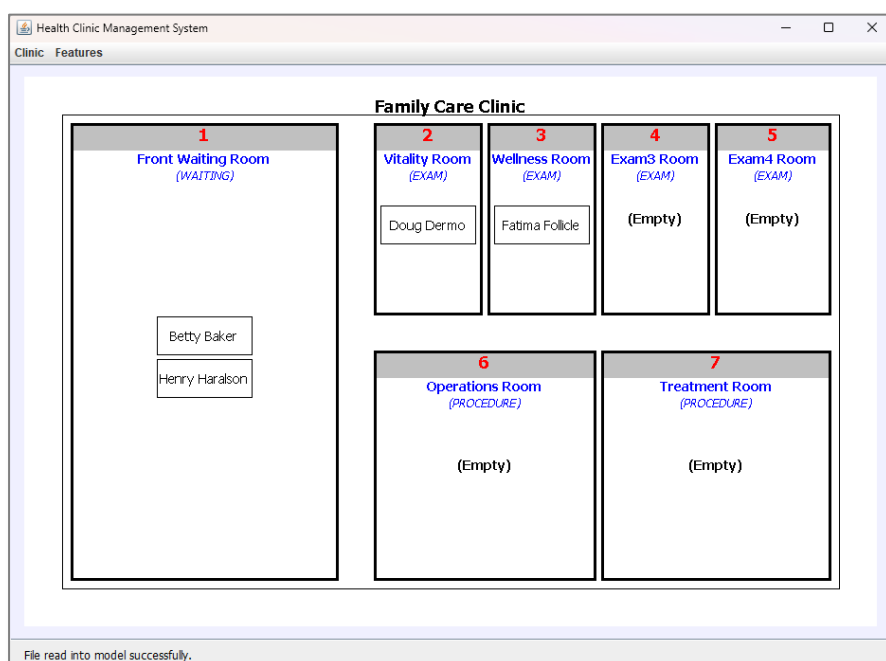 Health Clinic Management System
Clinic Features
Family Care Clinic
1
Front Waiting Room
(WAITING)
Betty Baker
Henry Haralson
2
Vitality Room
(EXAM)
Doug Dermo
3
Wellness Room
(EXAM)
Fatima Follicle
4
Exam3 Room
(EXAM)
(Empty)
5
Exam4 Room
(EXAM)
(Empty)
6
Operations Room
(PROCEDURE)
(Empty)
7
Treatment Room
(PROCEDURE)
(Empty)
File read into model successfully.